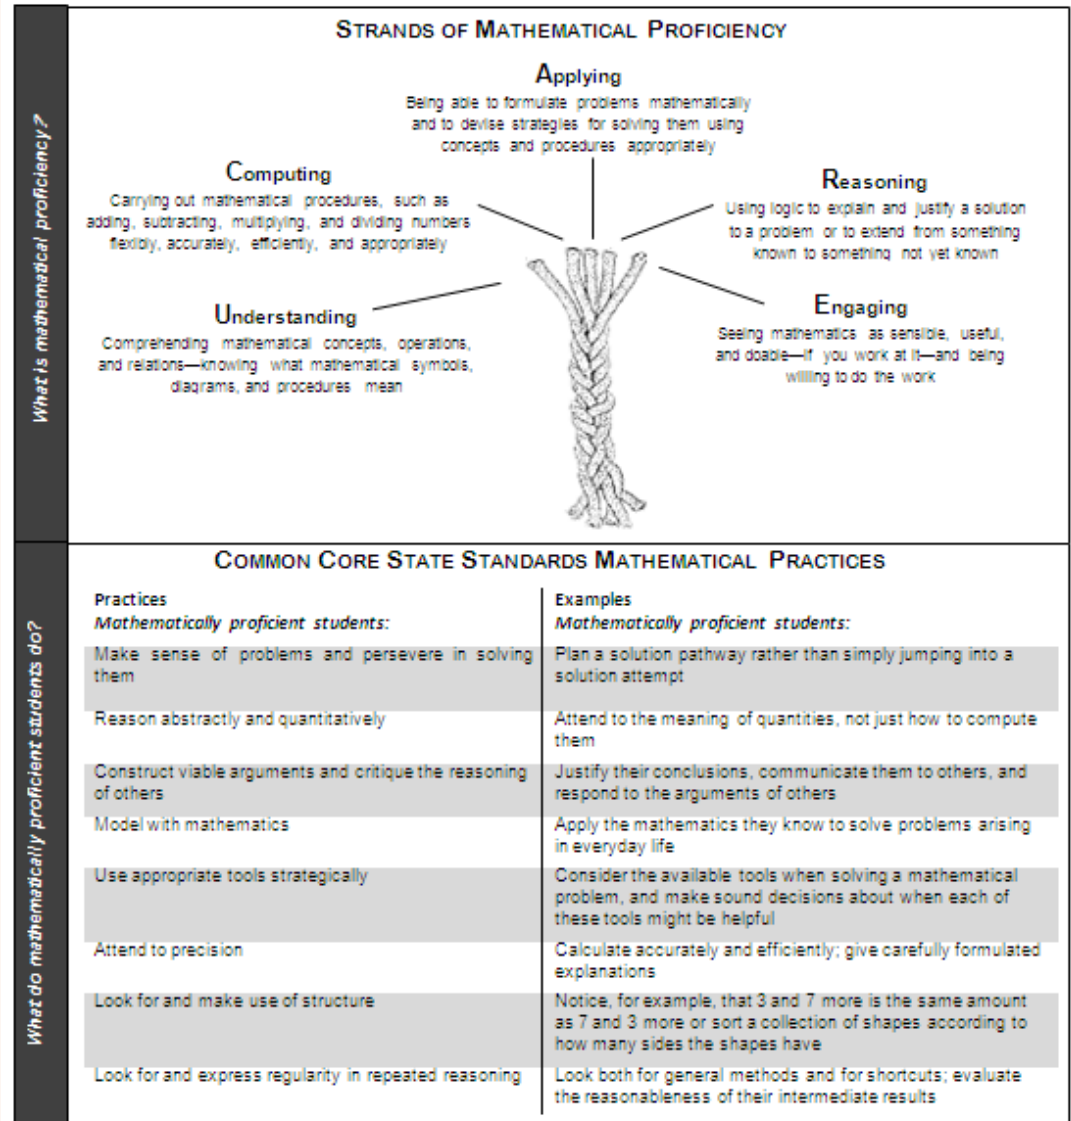 What is mathematical proficiency?
STRANDS OF MATHEMATICAL PROFICIENCY
Applying
Being able to formulate problems mathematically
and to devise strategies for solving them using
concepts and procedures appropriately
Computing
Carrying out mathematical procedures, such as
adding, subtracting, multiplying, and dividing numbers
flexibly, accurately, efficiently, and appropriately
Reasoning
Using logic to explain and justify a solution
to a problem or to extend from something
known to something not yet known
Understanding
Comprehending mathematical concepts, operations,
and relations—knowing what mathematical symbols,
diagrams, and procedures mean
Engaging
Seeing mathematics as sensible, useful,
and doable—if you work at it—and being
willing to do the work
What do mathematically proficient students do?
COMMON CORE STATE STANDARDS MATHEMATICAL PRACTICES
Practices
Mathematically proficient students:
Examples
Mathematically proficient students:
Make sense of problems and persevere in solving
them
Plan a solution pathway rather than simply jumping into a
solution attempt
Reason abstractly and quantitatively
Attend to the meaning of quantities, not just how to compute
them
Construct viable arguments and critique the reasoning
of others
Justify their conclusions, communicate them to others, and
respond to the arguments of others
Model with mathematics
Apply the mathematics they know to solve problems arising
in everyday life
Use appropriate tools strategically
Consider the available tools when solving a mathematical
problem, and make sound decisions about when each of
these tools might be helpful
Attend to precision
Calculate accurately and efficiently; give carefully formulated
explanations
Look for and make use of structure
Notice, for example, that 3 and 7 more is the same amount
as 7 and 3 more or sort a collection of shapes according to
how many sides the shapes have
Look for and express regularity in repeated reasoning
Look both for general methods and for shortcuts; evaluate
the reasonableness of their intermediate results